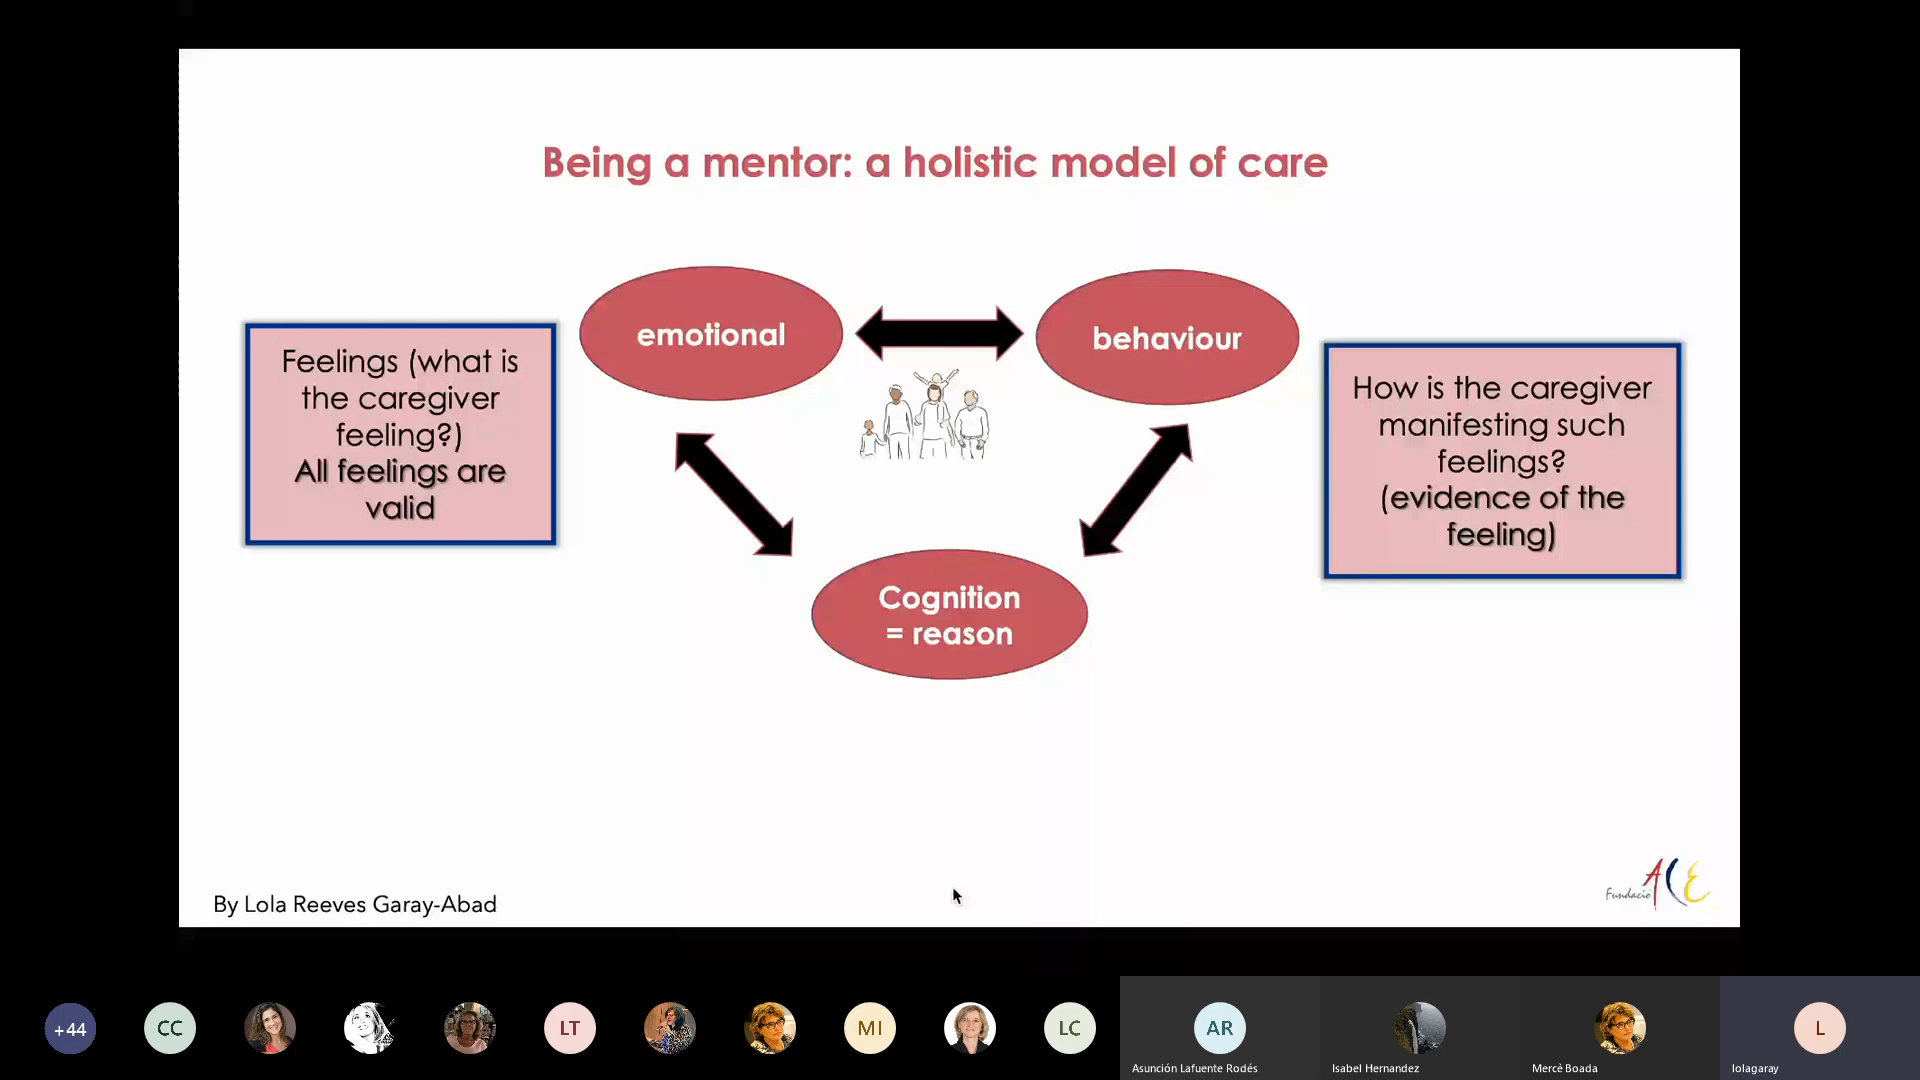 Being a mentor: a holistic model of care
emotional
behaviour
Feelings (what is
the caregiver
feeling?)
All feelings are
valid
How is the caregiver
manifesting such
feelings?
(evidence of the
feeling)
Cognition
= reason
By Lola Reeves Garay-Abad
Fundació ACE
+44
CC
LT
MI
LC
AR
L
Asunción Lafuente Rodés
Isabel Hernandez
Mercè Boada
lolagaray